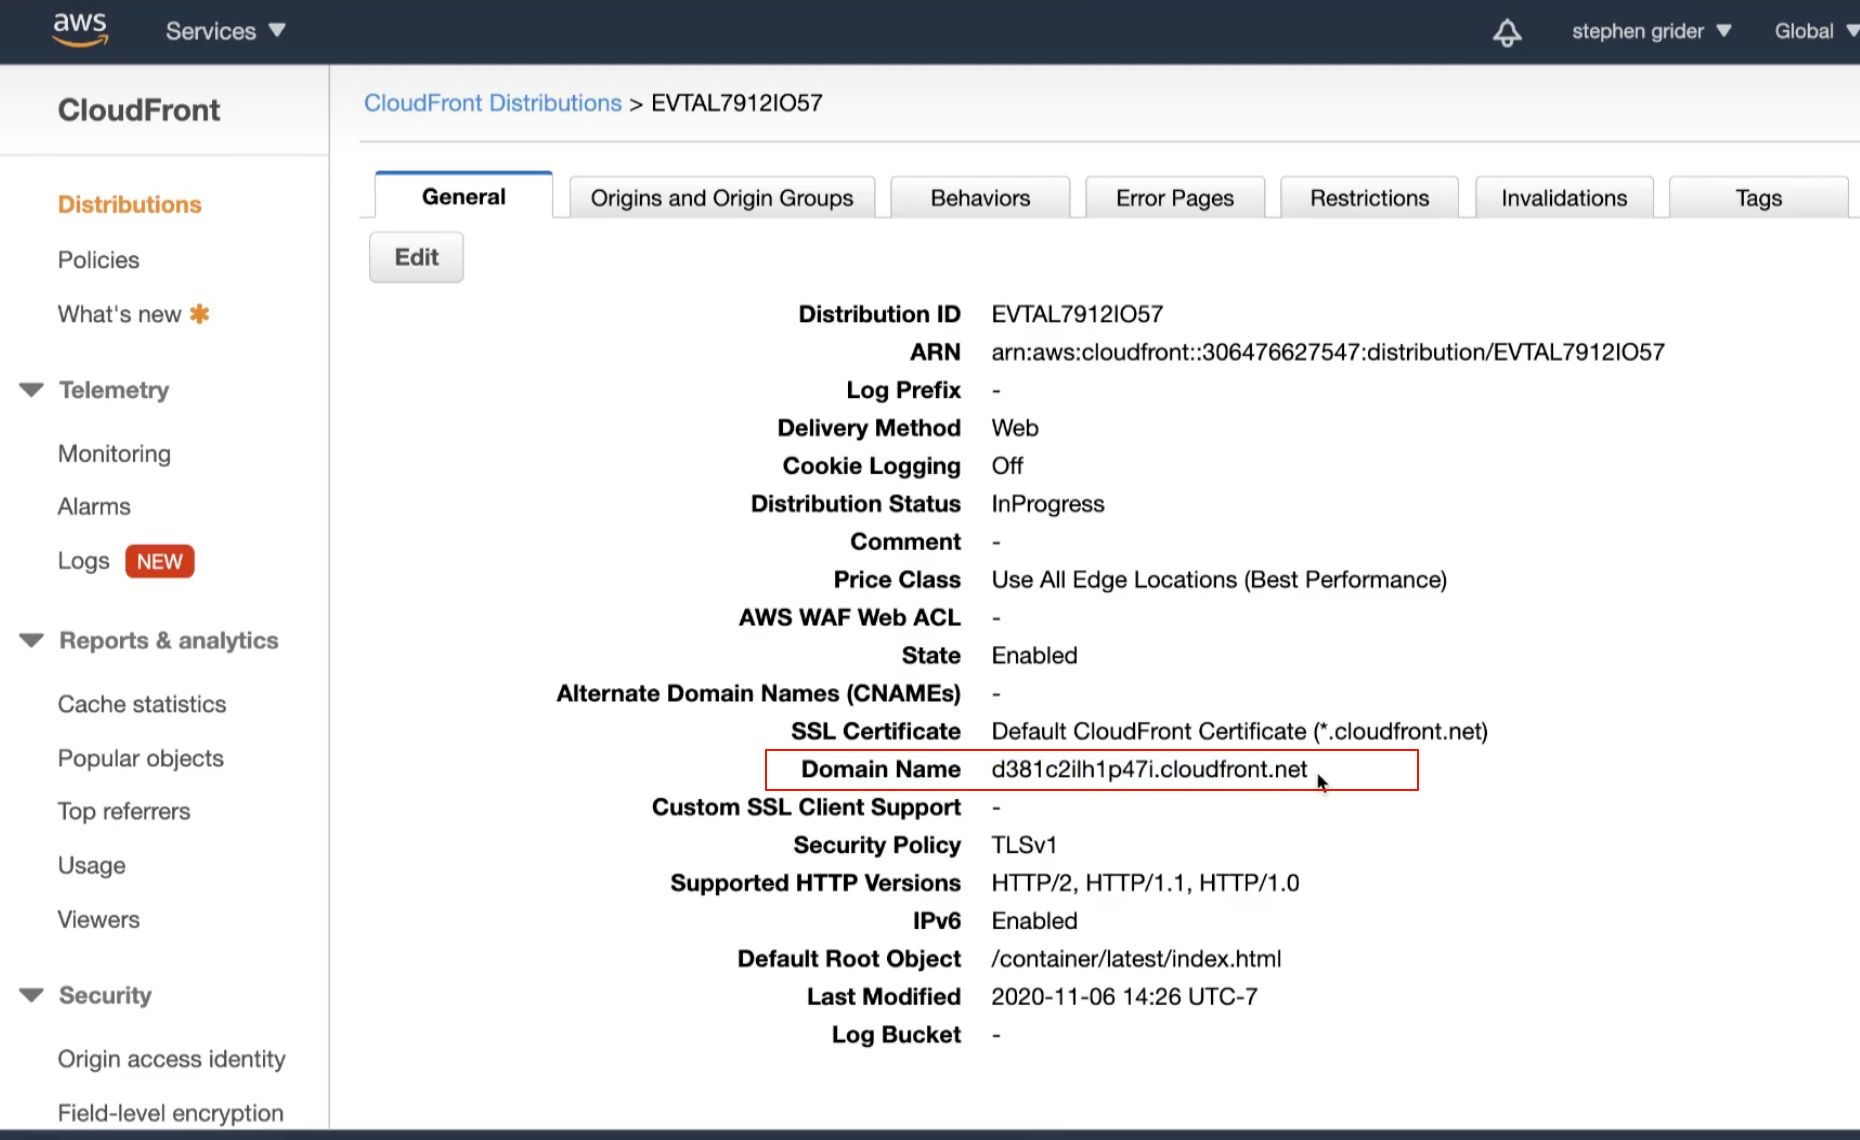 aws Services stephen grider Global
CloudFront
CloudFront Distributions > EVTAL7912IO57
General Origins and Origin Groups Behaviors Error Pages Restrictions Invalidations Tags
Edit
Distributions
Policies
What's new
Telemetry
Monitoring
Alarms
Logs NEW
Reports & analytics
Cache statistics
Popular objects
Top referrers
Usage
Viewers
Security
Origin access identity
Field-level encryption
Distribution ID EVTAL7912IO57
ARN arn:aws:cloudfront::306476627547:distribution/EVTAL7912IO57
Log Prefix -
Delivery Method Web
Cookie Logging Off
Distribution Status InProgress
Comment -
Price Class Use All Edge Locations (Best Performance)
AWS WAF Web ACL -
State Enabled
Alternate Domain Names (CNAMEs) -
SSL Certificate Default CloudFront Certificate (*.cloudfront.net)
Domain Name d381c2ilh1p47i.cloudfront.net
Custom SSL Client Support -
Security Policy TLSv1
Supported HTTP Versions HTTP/2, HTTP/1.1, HTTP/1.0
IPv6 Enabled
Default Root Object /container/latest/index.html
Last Modified 2020-11-06 14:26 UTC-7
Log Bucket -